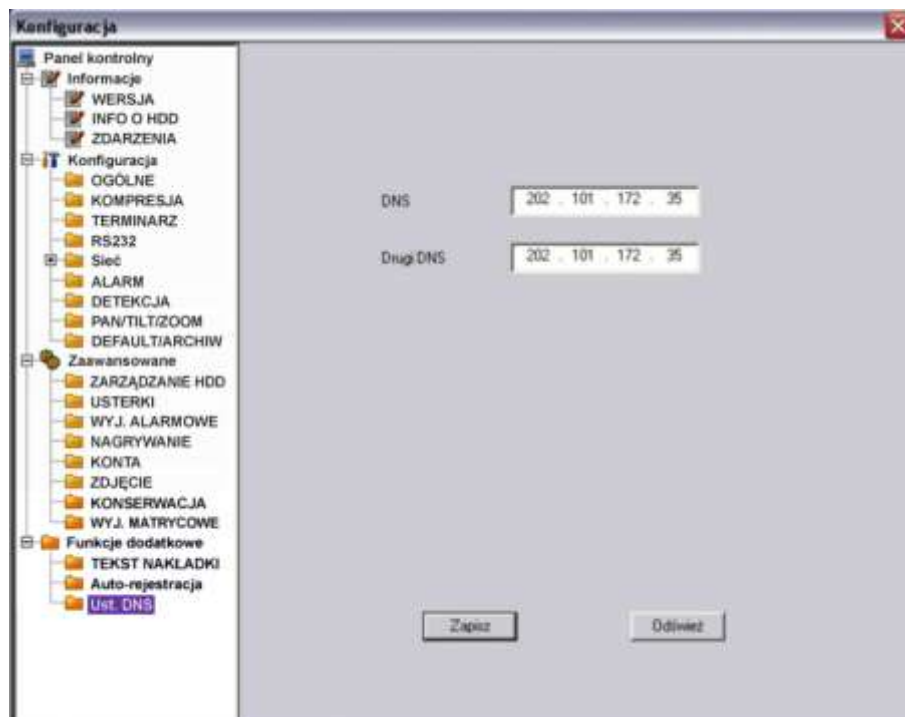 Konfiguracja
Panel kontrolny
Informacje
WERSJA
INFO O HDD
ZDARZENIA
Konfiguracja
OGÓLNE
KOMPRESJA
TERMINARZ
RS232
Sieć
ALARM
DETEKCJA
PAN/TILT/ZOOM
DEFAULT/ARCHIW
Zaawansowane
ZARZĄDZANIE HDD
USTERKI
WYJ. ALARMOWE
NAGRYWANIE
KONTA
ZDJĘCIE
KONSERWACJA
WYJ. MATRYCOWE
Funkcje dodatkowe
TEKST NAKŁADKI
Auto-rejestracja
Ust. DNS
DNS 202 . 101 . 172 . 35
Drugi DNS 202 . 101 . 172 . 35
Zapisz Odśwież